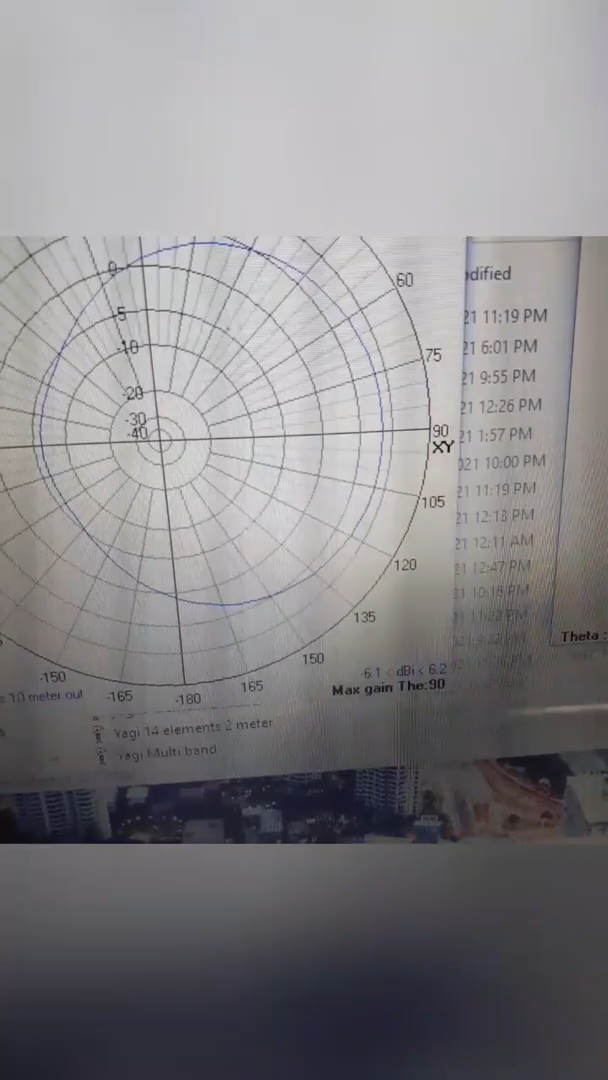 0
-5
-10
-20
-30
-40
60
75
90
XY
105
120
135
150
165
-180
-165
-150
-6.1 < dBi < 6.2
Max gain The:90
10 meter.out
Yagi 14 elements 2 meter
Yagi Multi band
dified
21 11:19 PM
21 6:01 PM
21 9:55 PM
21 12:26 PM
21 1:57 PM
021 10:00 PM
21 11:19 PM
21 12:13 PM
21 12:11 AM
21 12:47 PM
21 10:16 PM
Theta :